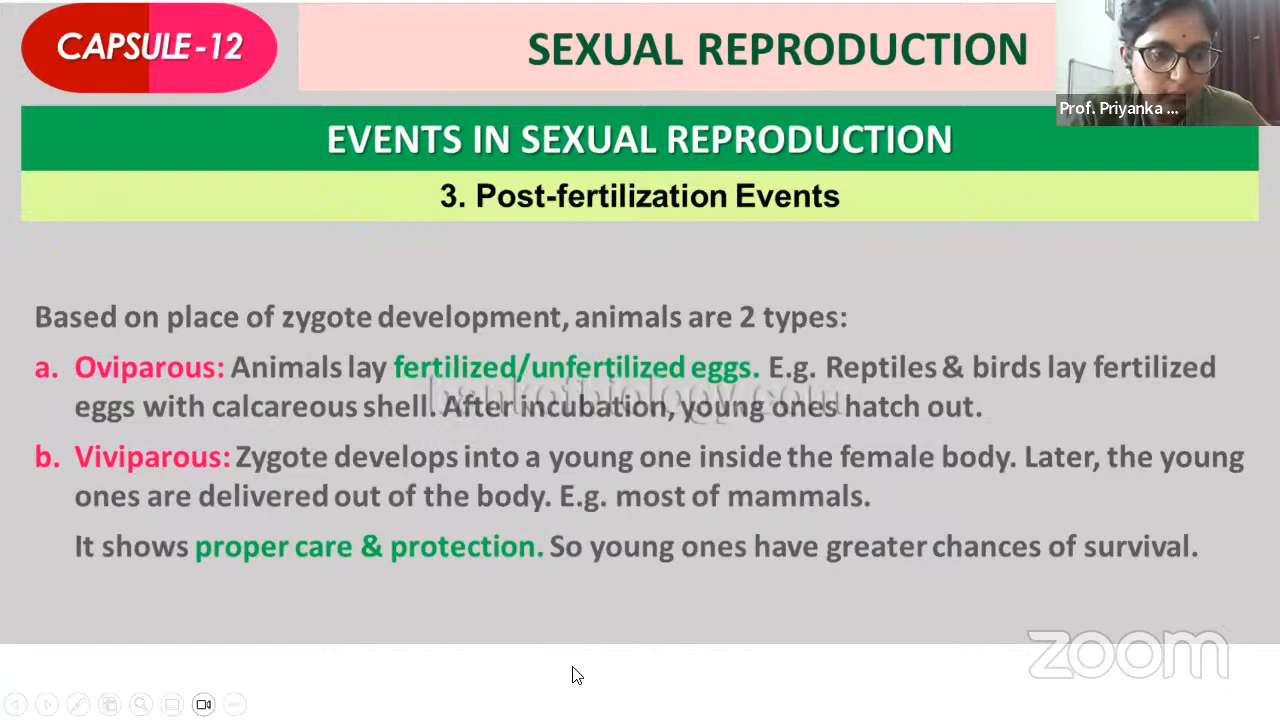 CAPSULE-12
SEXUAL REPRODUCTION
Prof. Priyanka ...
EVENTS IN SEXUAL REPRODUCTION
3. Post-fertilization Events
Based on place of zygote development, animals are 2 types:
a. Oviparous: Animals lay fertilized/unfertilized eggs. E.g. Reptiles & birds lay fertilized
eggs with calcareous shell. After incubation, young ones hatch out.
bankofbiology.com
b. Viviparous: Zygote develops into a young one inside the female body. Later, the young
ones are delivered out of the body. E.g. most of mammals.
It shows proper care & protection. So young ones have greater chances of survival.
zoom